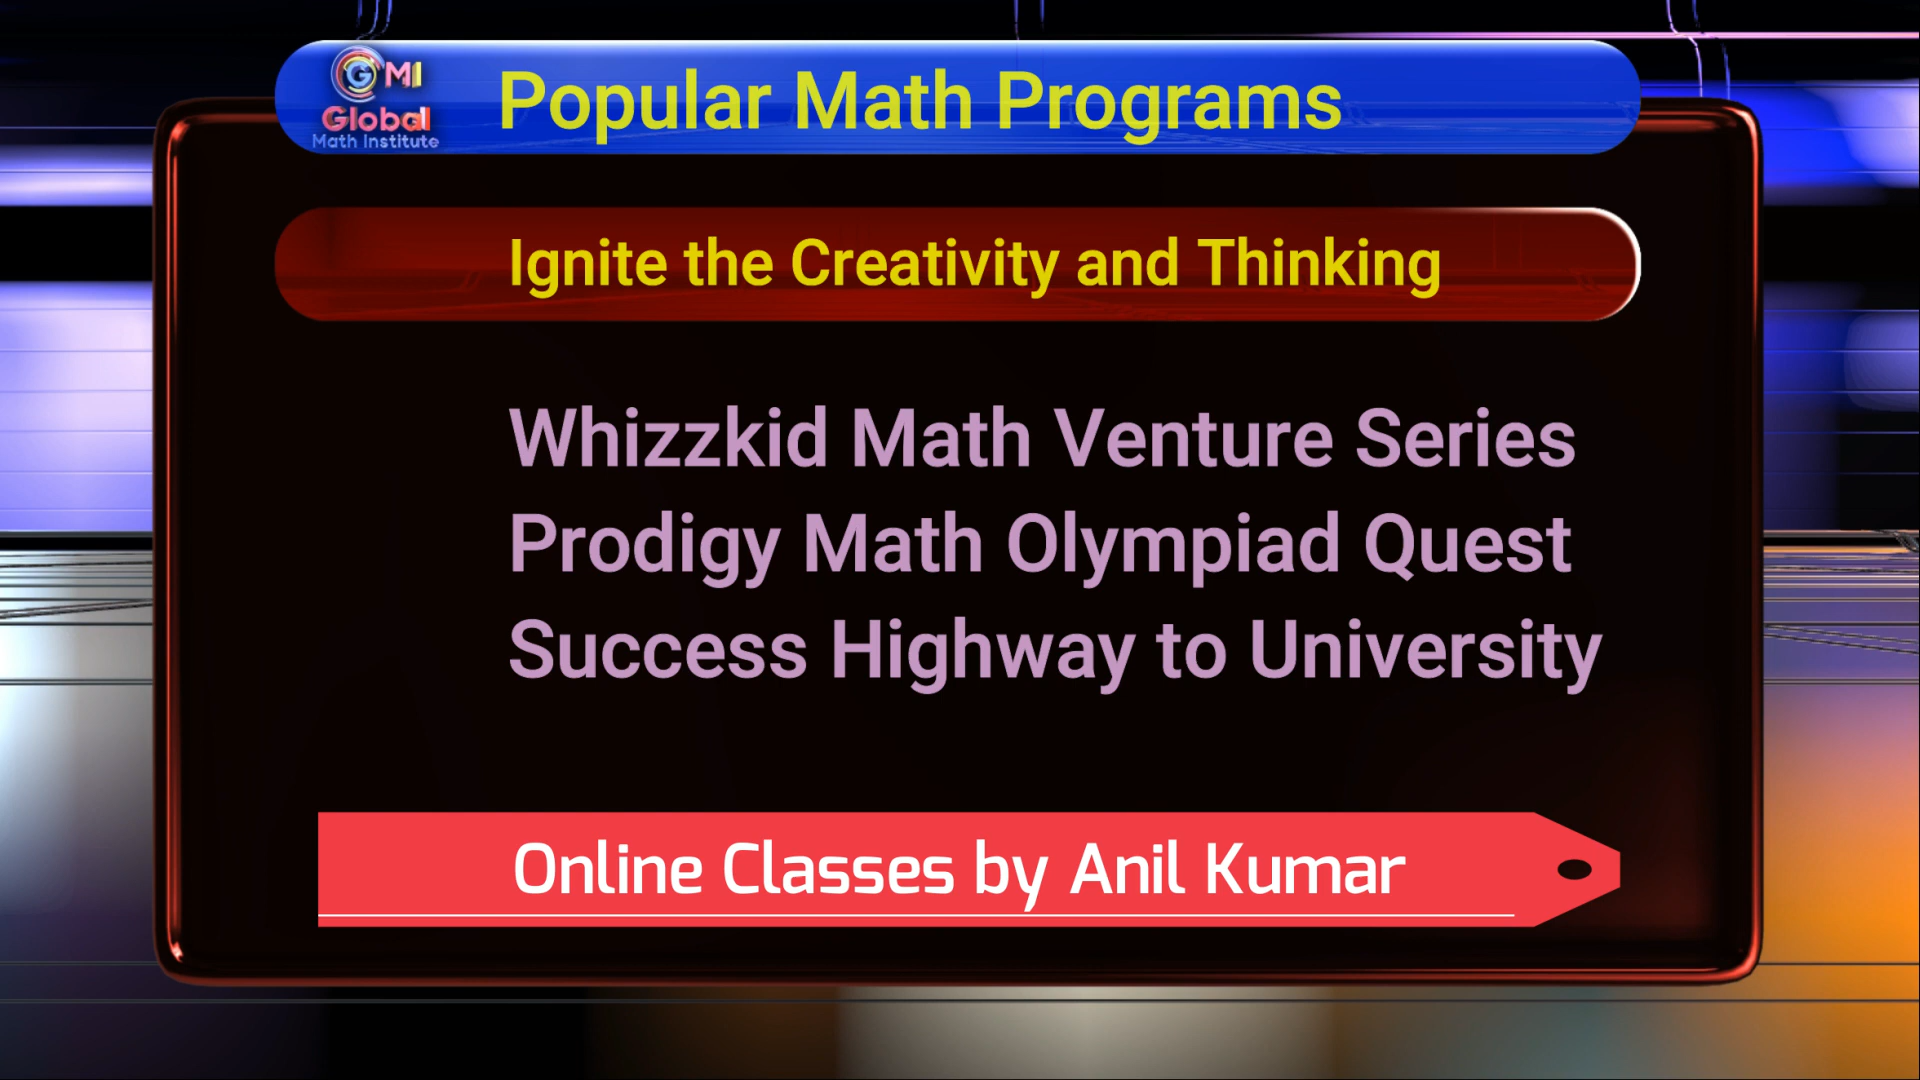 GMI
Global
Math Institute
Popular Math Programs
Ignite the Creativity and Thinking
Whizzkid Math Venture Series
Prodigy Math Olympiad Quest
Success Highway to University
Online Classes by Anil Kumar